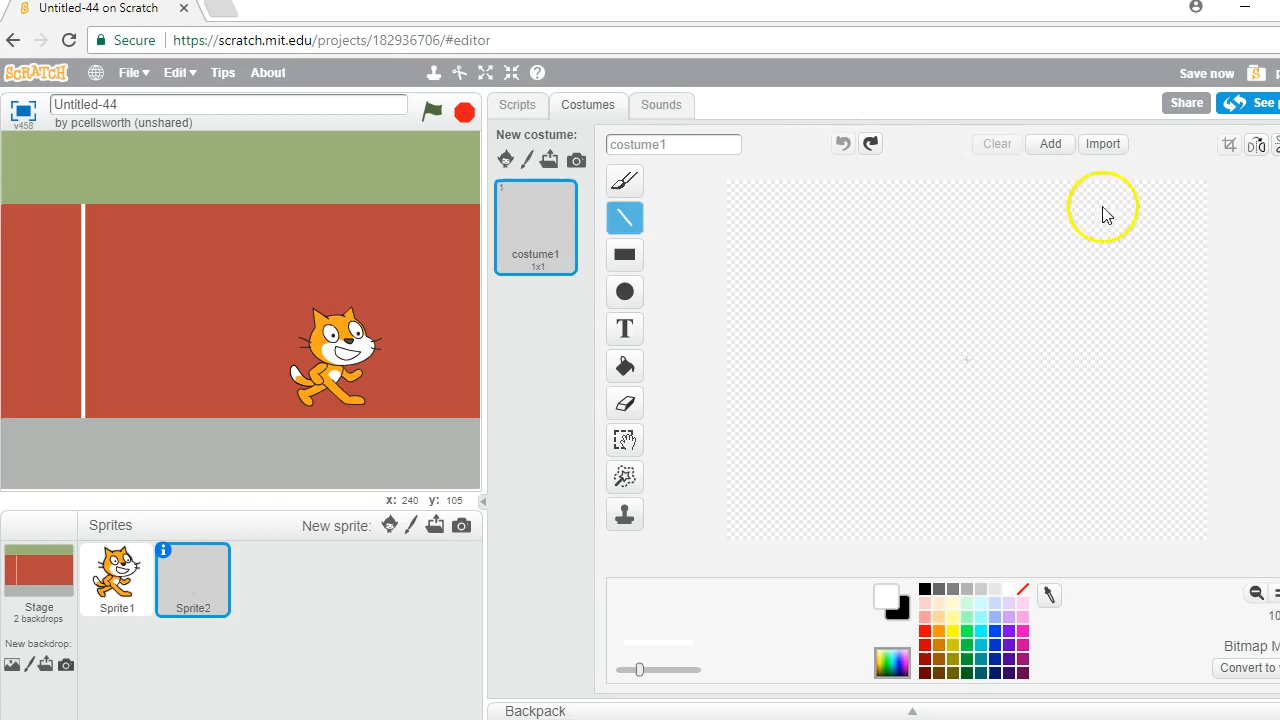 Untitled-44 on Scratch
Secure https://scratch.mit.edu/projects/182936706/#editor
SCRATCH File Edit Tips About Save now
v458 Untitled-44
by pcellsworth (unshared)
Scripts Costumes Sounds
Share See
New costume:
costume1
Clear Add Import
1
costume1
1x1
T
x: 240 y: 105
Sprites New sprite:
Stage
2 backdrops
Sprite1
Sprite2
New backdrop:
Bitmap
Convert to
Backpack